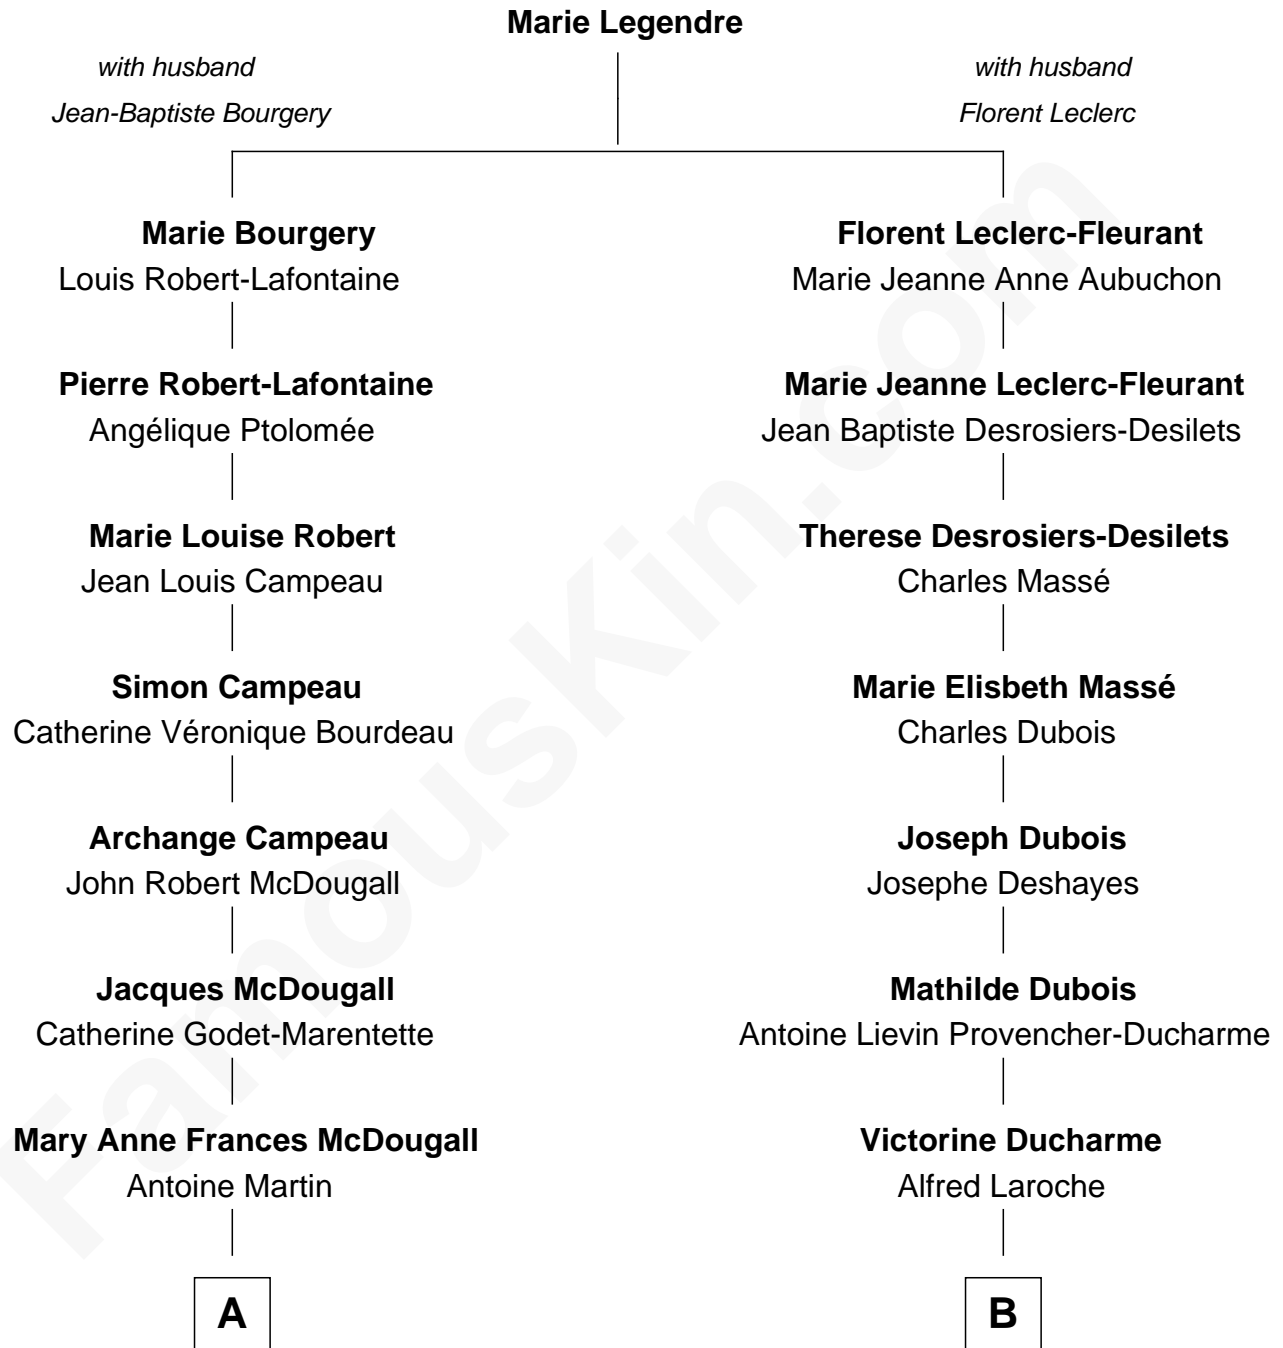 Marie Legendre
with husband
Jean-Baptiste Bourgery
with husband
Florent Leclerc
Marie Bourgery
Louis Robert-Lafontaine
Pierre Robert-Lafontaine
Angélique Ptolomée
Marie Louise Robert
Jean Louis Campeau
Simon Campeau
Catherine Véronique Bourdeau
Archange Campeau
John Robert McDougall
Jacques McDougall
Catherine Godet-Marentette
Mary Anne Frances McDougall
Antoine Martin
A
Florent Leclerc-Fleurant
Marie Jeanne Anne Aubuchon
Marie Jeanne Leclerc-Fleurant
Jean Baptiste Desrosiers-Desilets
Therese Desrosiers-Desilets
Charles Massé
Marie Elisbeth Massé
Charles Dubois
Joseph Dubois
Josephe Deshayes
Mathilde Dubois
Antoine Lievin Provencher-Ducharme
Victorine Ducharme
Alfred Laroche
B
FamousKin.com